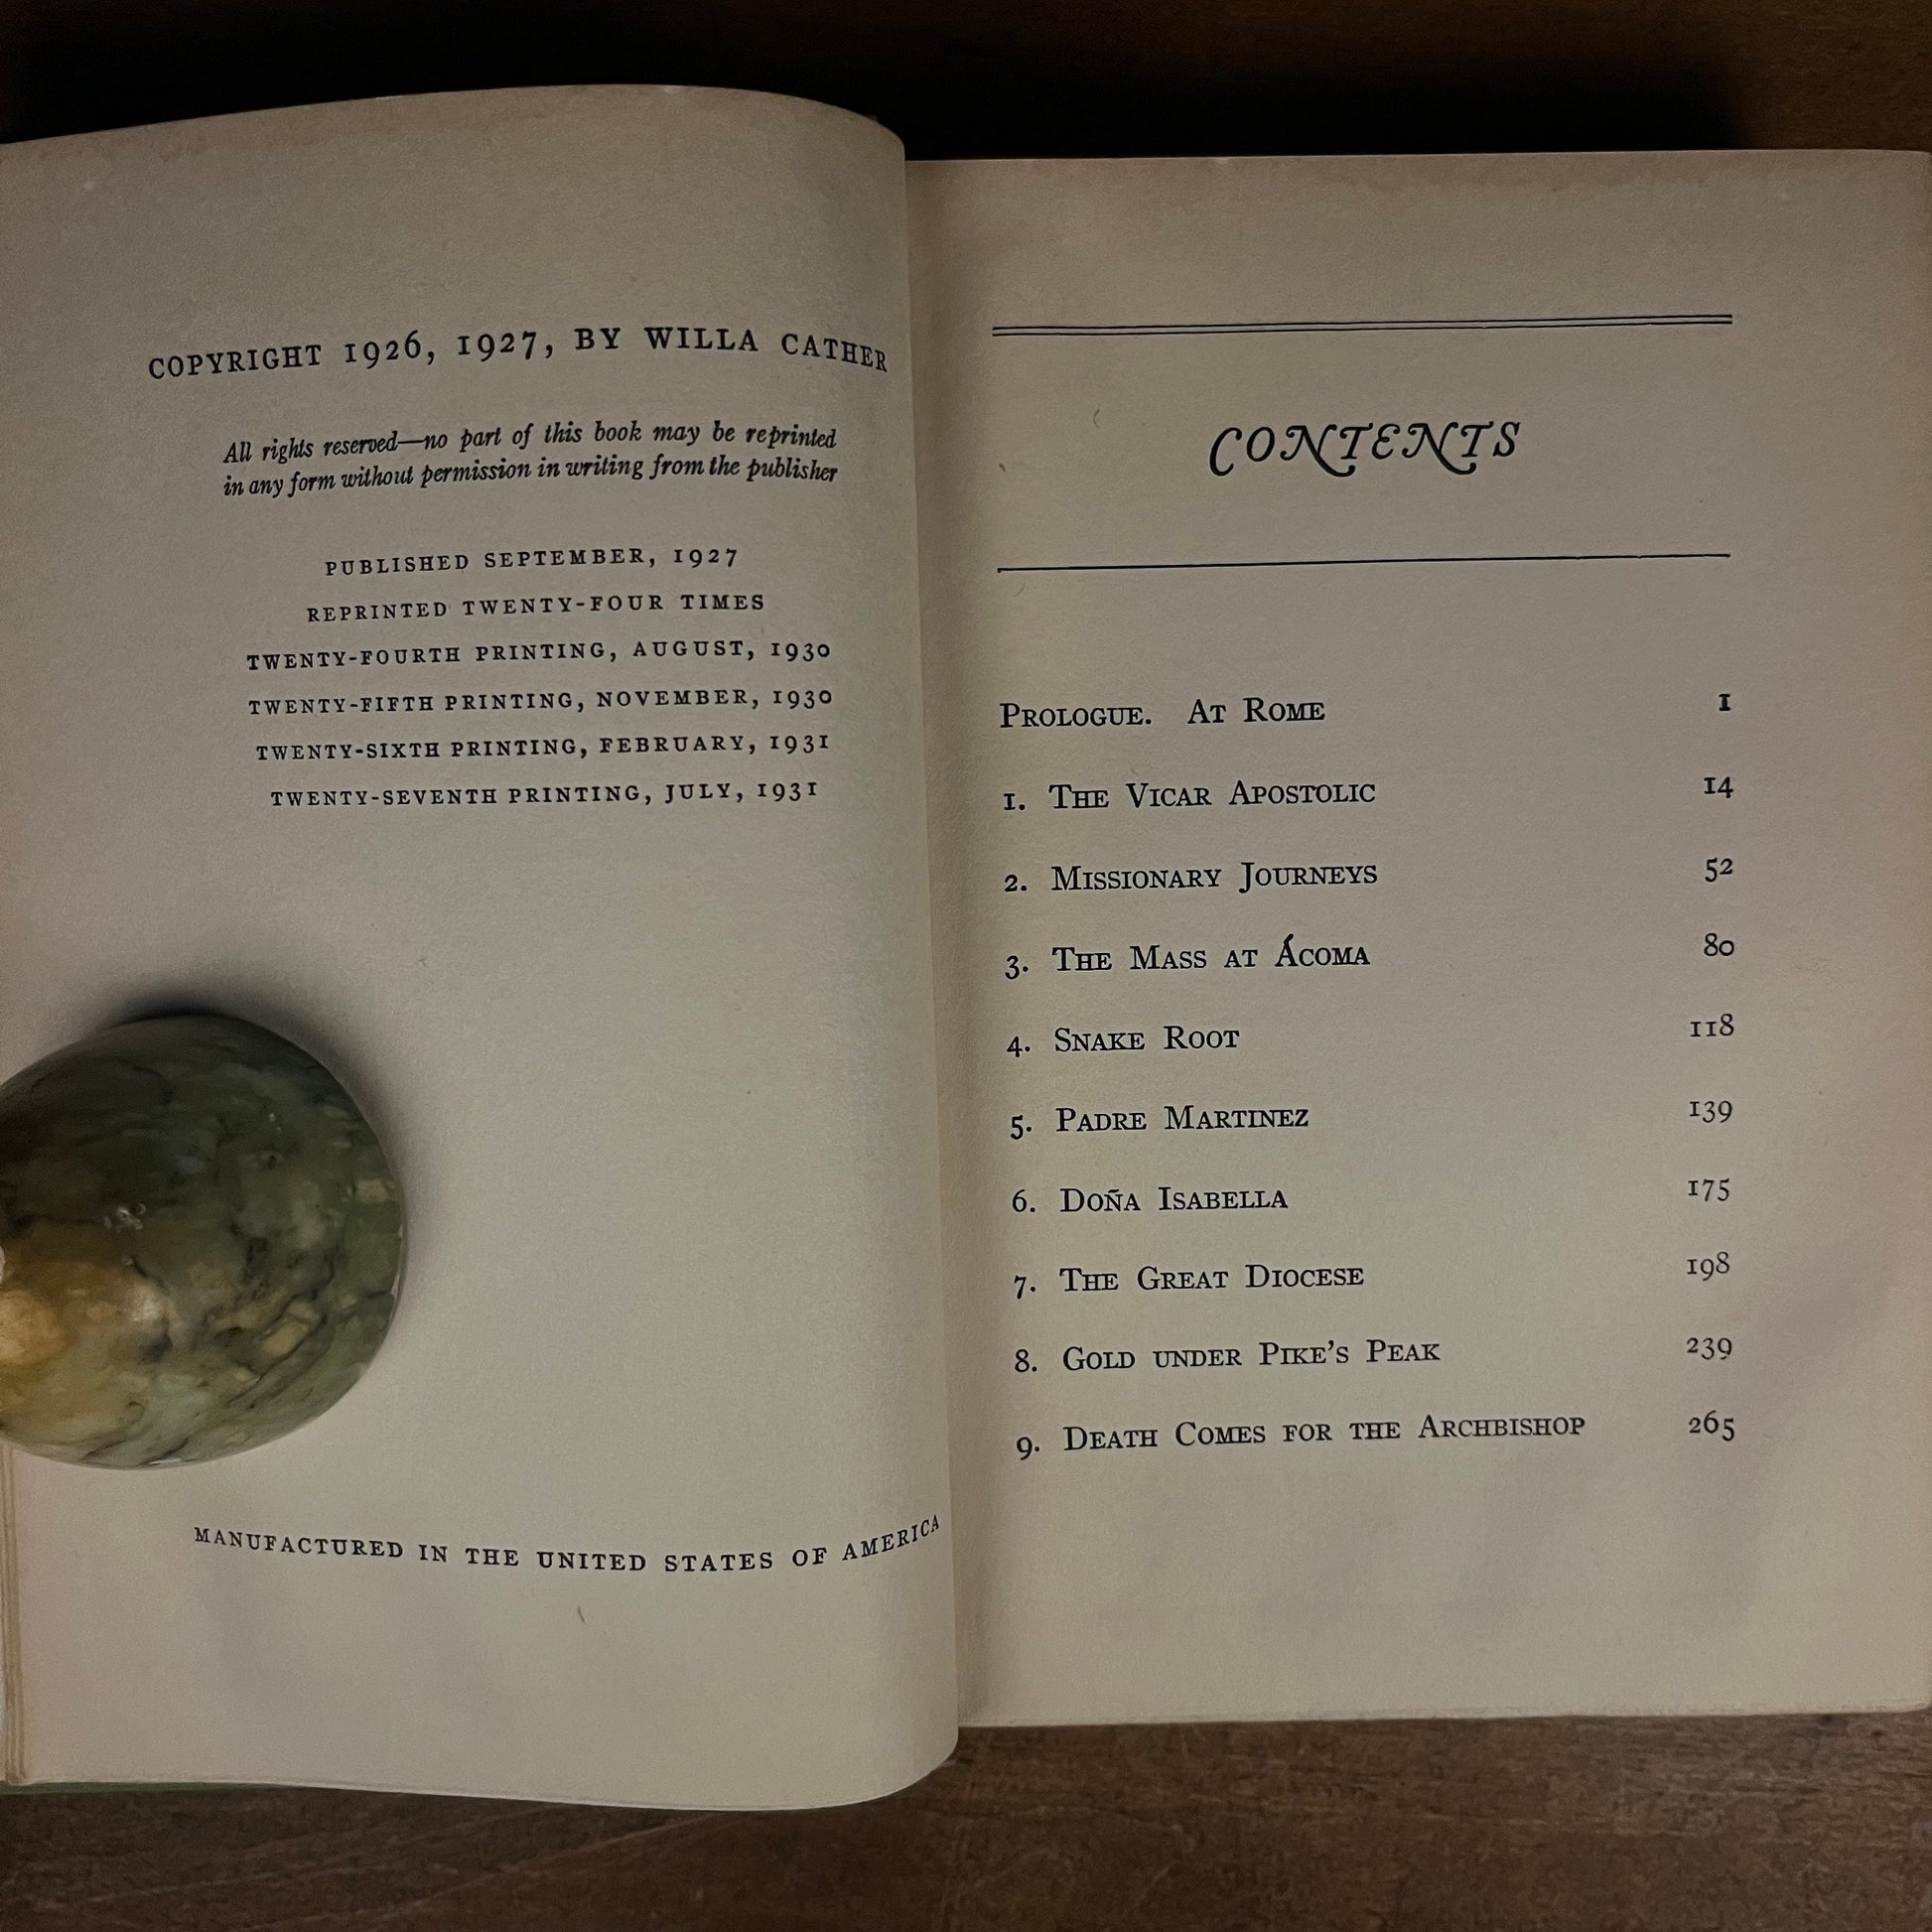 COPYRIGHT 1926, 1927, BY WILLA CATHER
All rights reserved—no part of this book may be reprinted
in any form without permission in writing from the publisher
PUBLISHED SEPTEMBER, 1927
REPRINTED TWENTY-FOUR TIMES
TWENTY-FOURTH PRINTING, AUGUST, 1930
TWENTY-FIFTH PRINTING, NOVEMBER, 1930
TWENTY-SIXTH PRINTING, FEBRUARY, 1931
TWENTY-SEVENTH PRINTING, JULY, 1931
MANUFACTURED IN THE UNITED STATES OF AMERICA
CONTENTS
PROLOGUE. AT ROME 1
1. THE VICAR APOSTOLIC 14
2. MISSIONARY JOURNEYS 52
3. THE MASS AT ÁCOMA 80
4. SNAKE ROOT 118
5. PADRE MARTINEZ 139
6. DOÑA ISABELLA 175
7. THE GREAT DIOCESE 198
8. GOLD UNDER PIKE'S PEAK 239
9. DEATH COMES FOR THE ARCHBISHOP 265